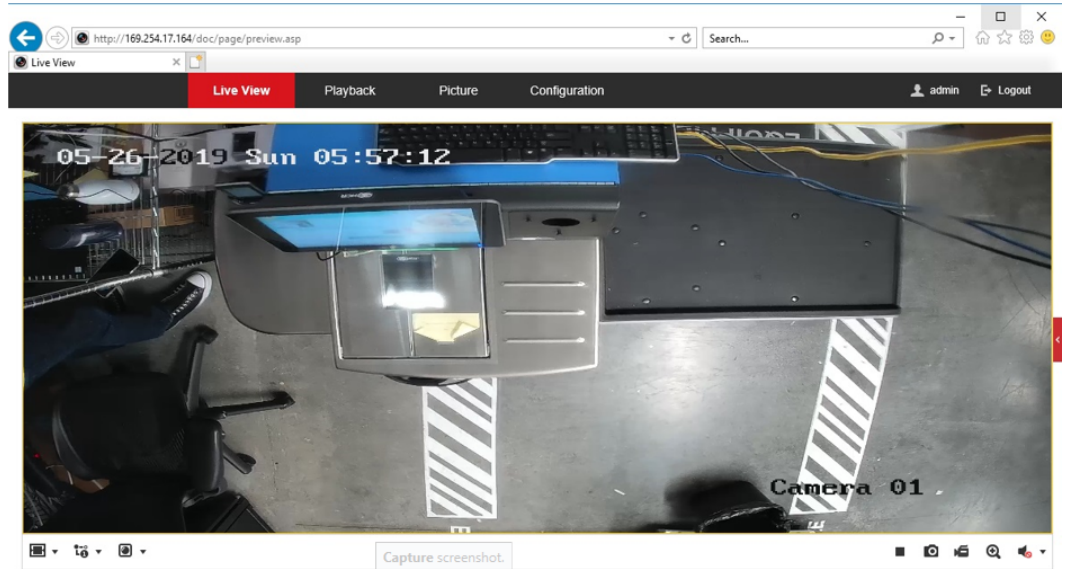 http://169.254.17.164/doc/page/preview.asp
Search...
Live View
Live View Playback Picture Configuration admin Logout
05-26-2019 Sun 05:57:12
Camera 01
Capture screenshot.